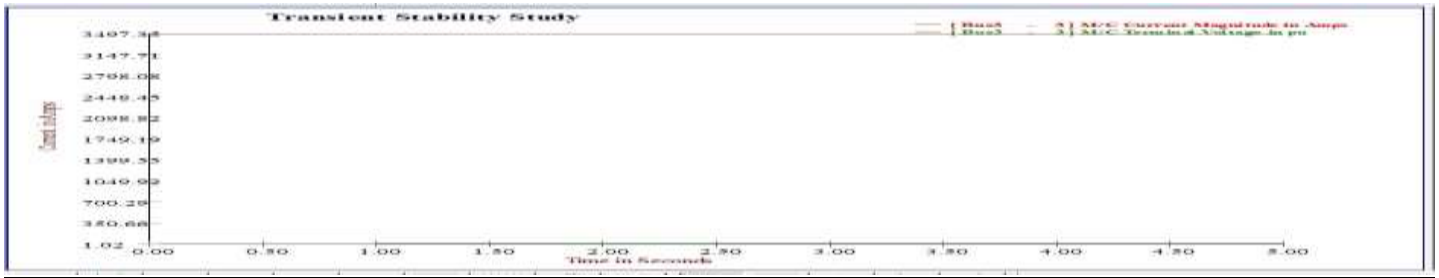 Transient Stability Study
[ Bus5 - 5] M/C Current Magnitude in Amps
[ Bus3 - 3] M/C Terminal Voltage in pu
3497.34
3147.71
2798.08
2448.45
2098.82
1749.19
1399.55
1049.92
700.29
350.66
1.02
Current in Amps
0.00 0.50 1.00 1.50 2.00 2.50 3.00 3.50 4.00 4.50 5.00
Time in Seconds